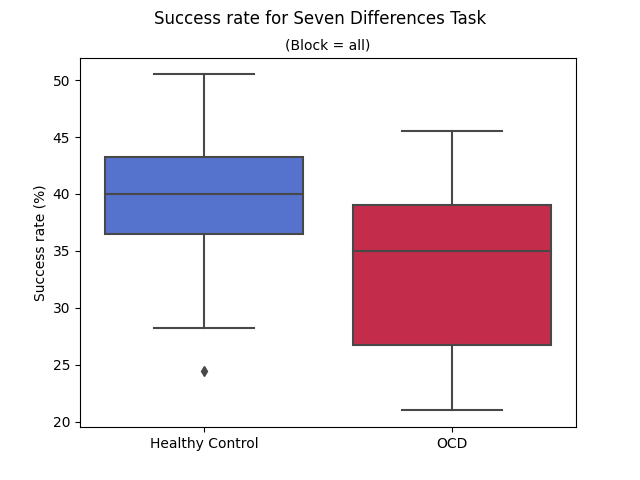 Success rate for Seven Differences Task
(Block = all)
Success rate (%)
50
45
40
35
30
25
20
Healthy Control
OCD